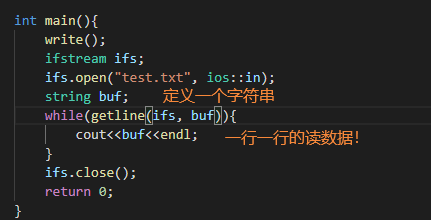 int main(){
write();
ifstream ifs;
ifs.open("test.txt", ios::in);
string buf; 定义一个字符串
while(getline(ifs, buf)){
cout<<buf<<endl; 一行一行的读数据!
}
ifs.close();
return 0;
}